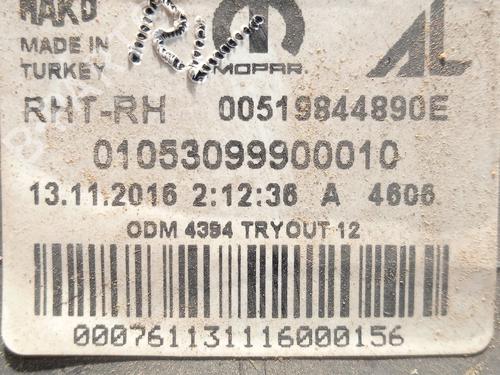 MAKO
MADE IN
TURKEY
RL
MOPAR
AL
RHT-RH 00519844890E
01053099900010
13.11.2016 2:12:36 A 4606
ODM 4394 TRYOUT 12
000761131116000156